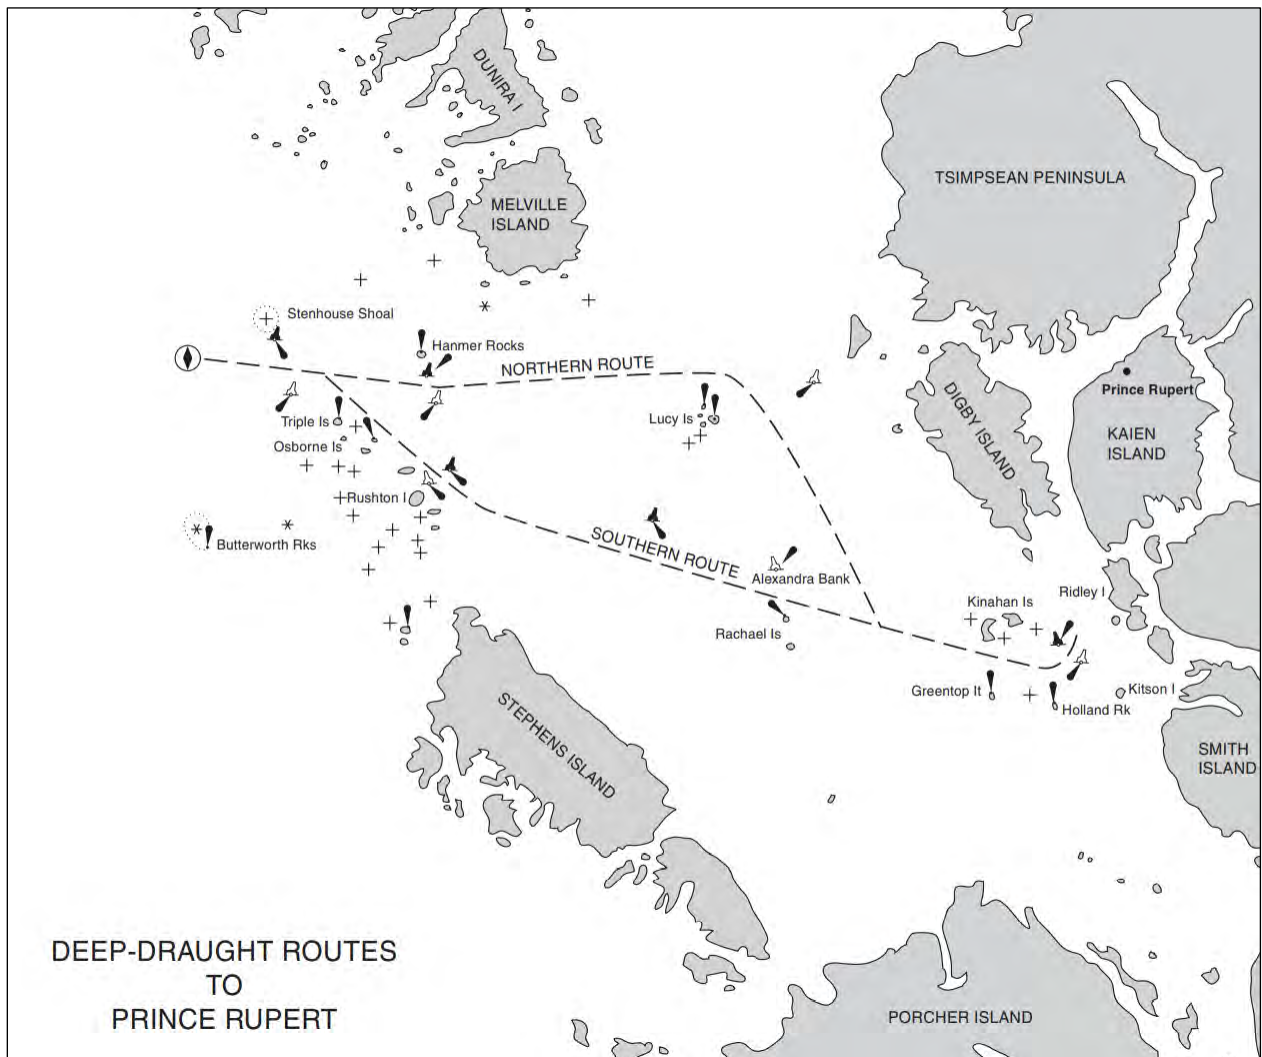 DUNIRA I
TSIMPSEAN PENINSULA
MELVILLE
ISLAND
Stenhouse Shoal
Hanmer Rocks
NORTHERN ROUTE
Prince Rupert
DIGBY ISLAND
Lucy Is
Triple Is
KAIEN
ISLAND
Osborne Is
Rushton I
Butterworth Rks
SOUTHERN ROUTE
Alexandra Bank
Ridley I
Kinahan Is
Rachael Is
Greentop It
Kitson I
Holland Rk
STEPHENS ISLAND
SMITH
ISLAND
DEEP-DRAUGHT ROUTES
TO
PRINCE RUPERT
PORCHER ISLAND